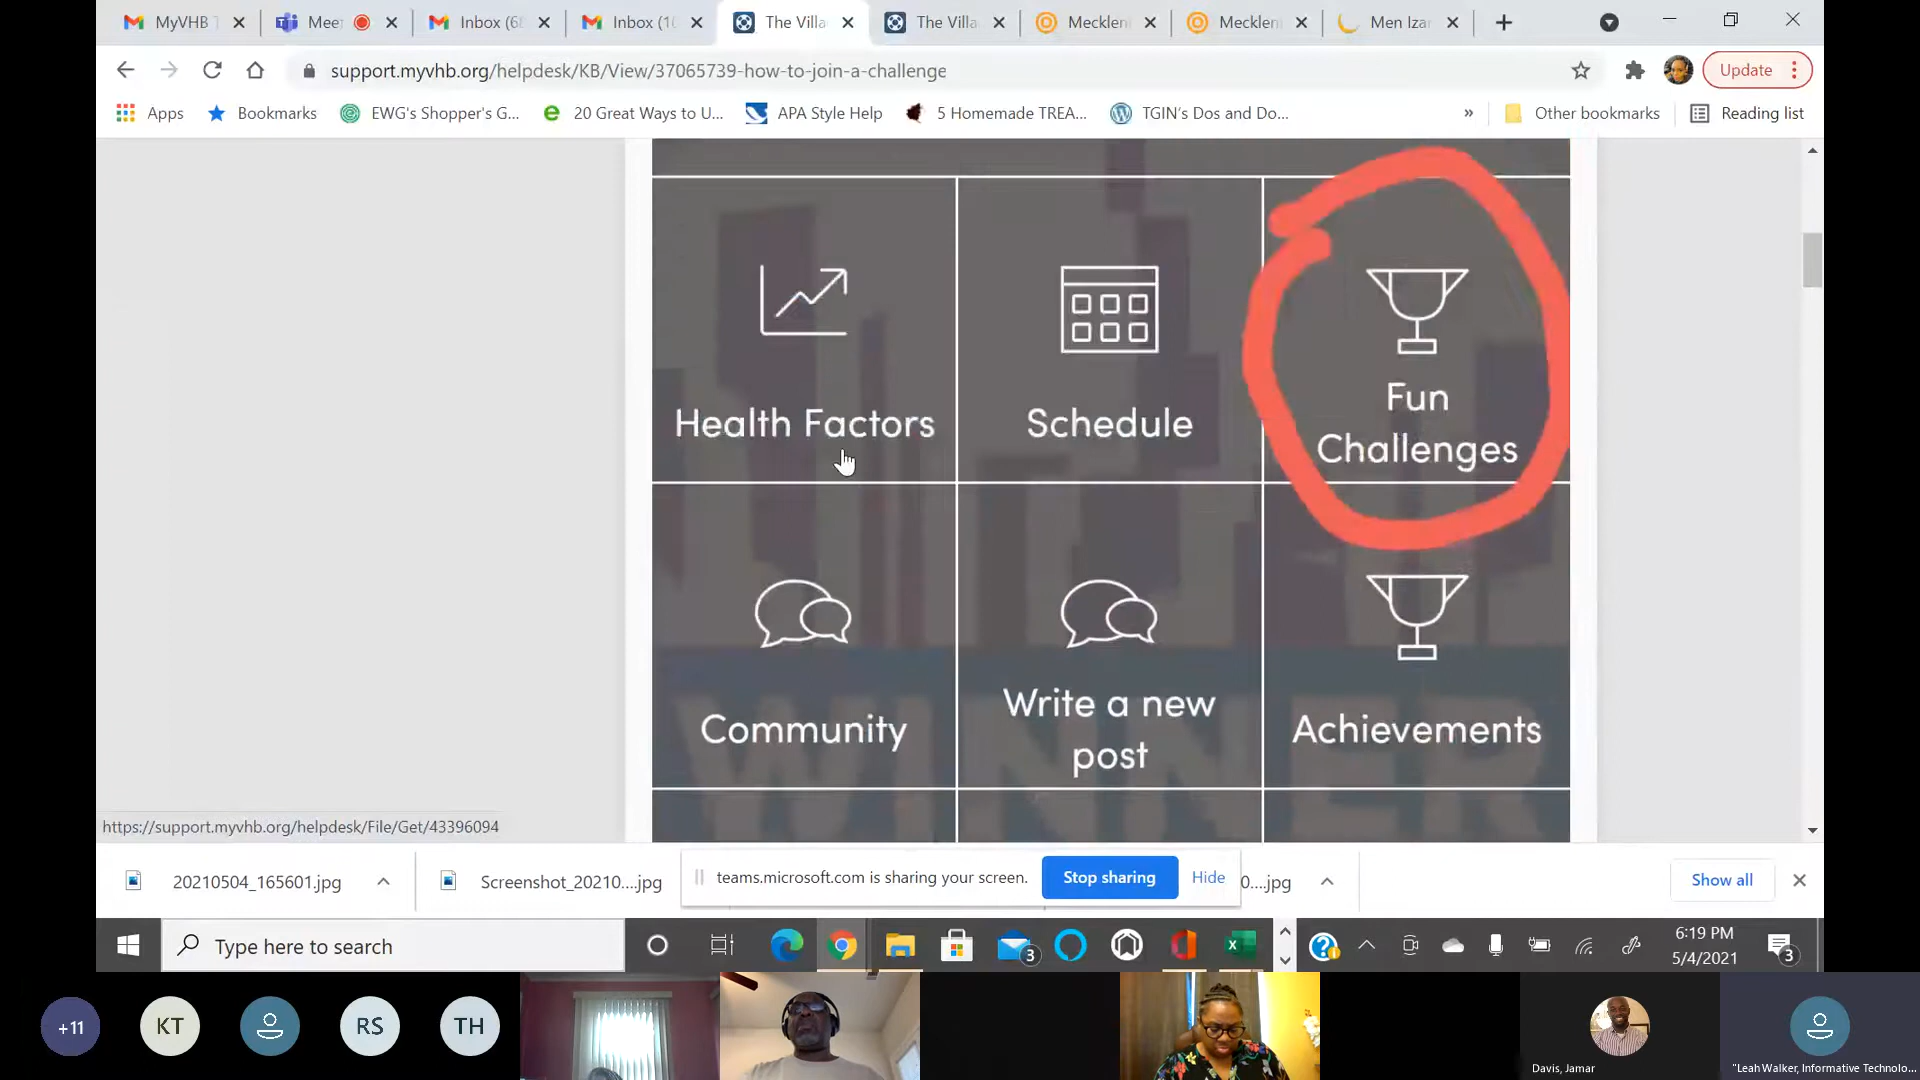 MyVHB T
Meet
Inbox (68
Inbox (10
The Villa
The Villa
Mecklen
Mecklen
Men Izar
support.myvhb.org/helpdesk/KB/View/37065739-how-to-join-a-challenge
Update
Apps
Bookmarks
EWG's Shopper's G...
20 Great Ways to U...
APA Style Help
5 Homemade TREA...
TGIN's Dos and Do...
»
Other bookmarks
Reading list
Health Factors
Schedule
Fun
Challenges
Community
Write a new
post
Achievements
WINNER
https://support.myvhb.org/helpdesk/File/Get/43396094
20210504_165601.jpg
Screenshot_20210....jpg
teams.microsoft.com is sharing your screen.
Stop sharing
Hide
0....jpg
Show all
Type here to search
3
6:19 PM
5/4/2021
3
+11
KT
RS
TH
Davis, Jamar
"Leah Walker, Informative Technolo...